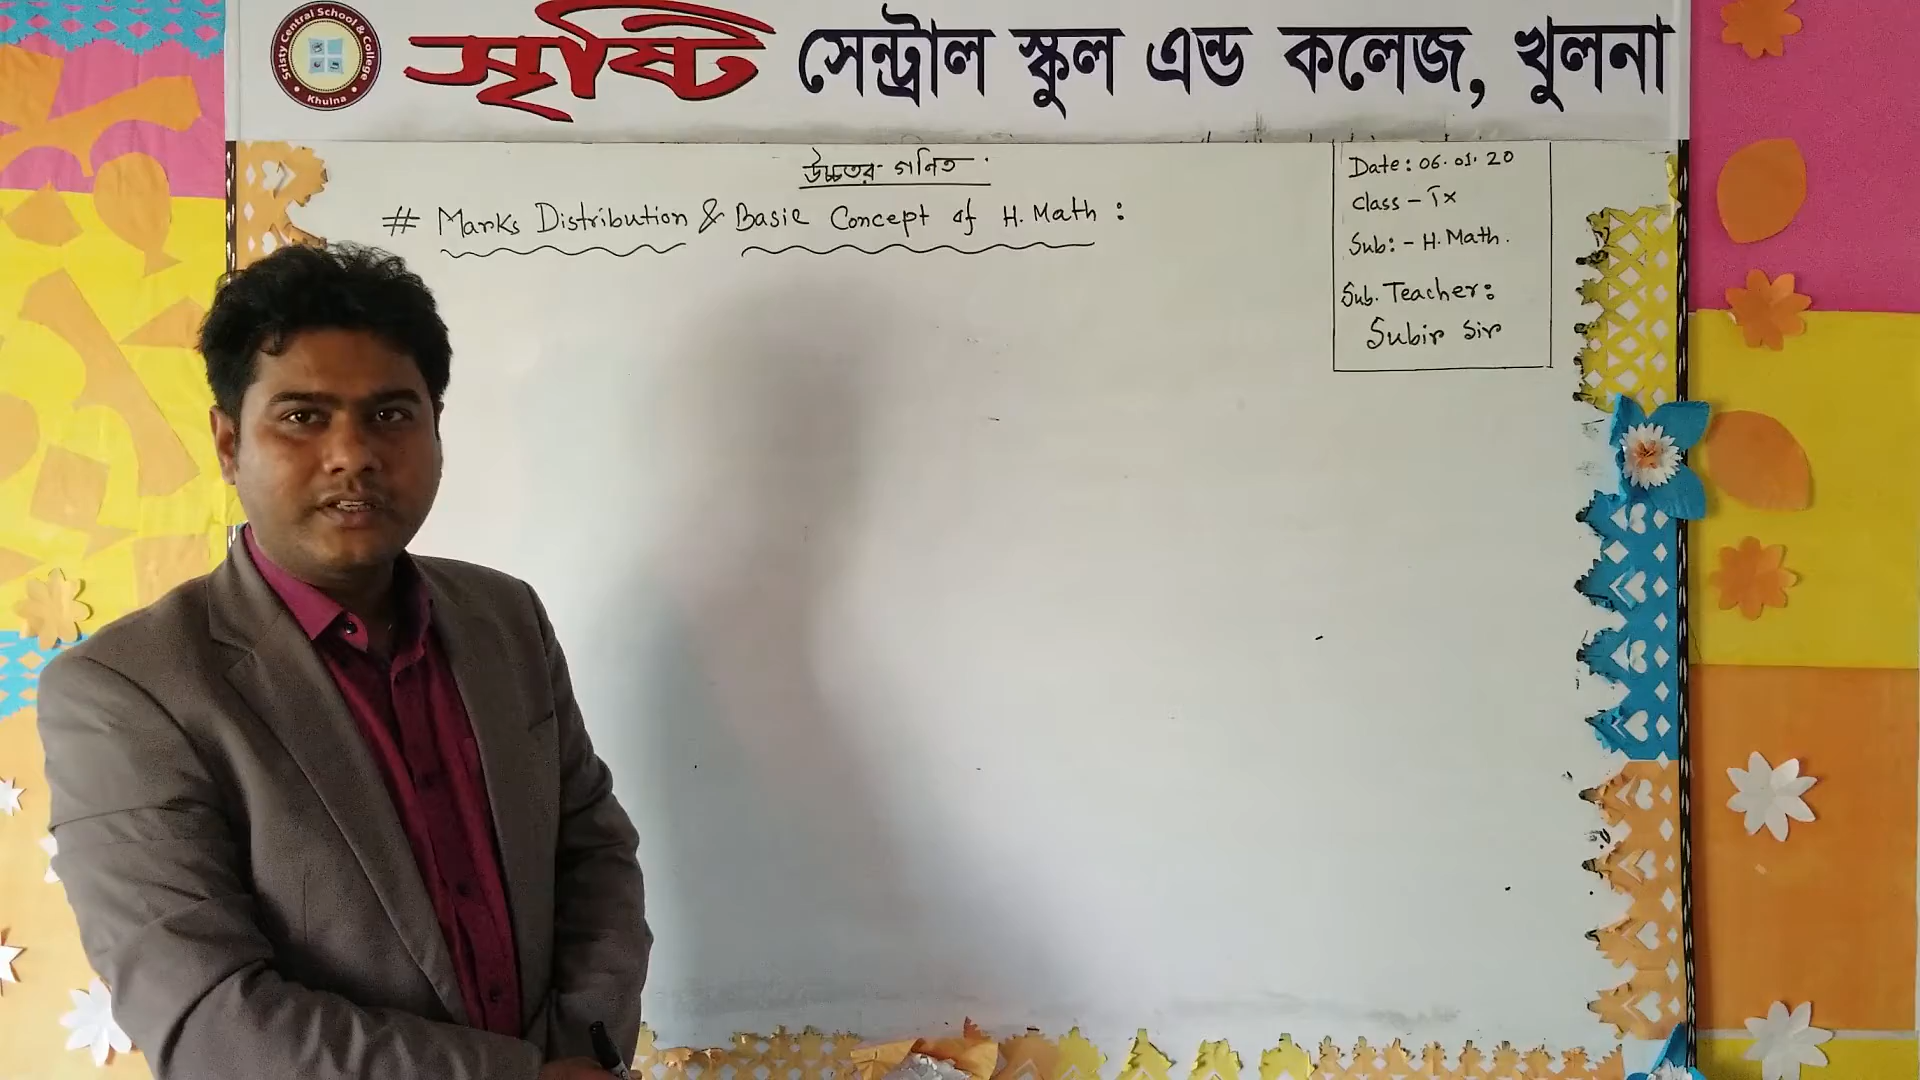 Sristy Central School & College
Khulna
সৃষ্টি সেন্ট্রাল স্কুল এন্ড কলেজ, খুলনা
উচ্চতর গনিত
# Marks Distribution & Basic Concept of H. Math :
Date : 06.01.20
Class - IX
Sub: - H. Math.
Sub. Teacher:
Subir Sir